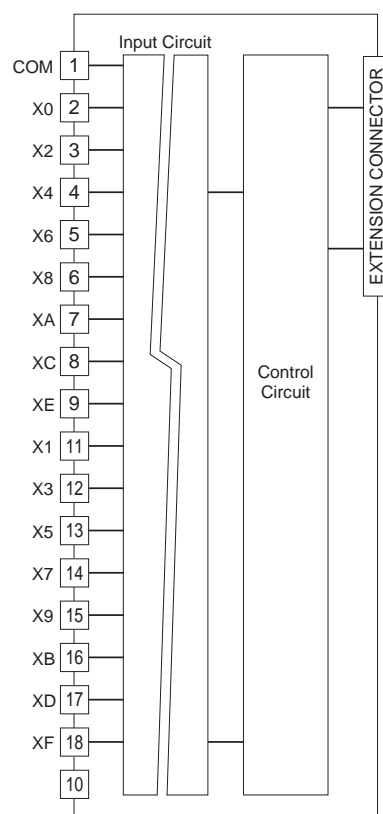 Input Circuit
COM 1
X0 2
X2 3
X4 4
X6 5
X8 6
XA 7
XC 8
XE 9
X1 11
X3 12
X5 13
X7 14
X9 15
XB 16
XD 17
XF 18
10
Control
Circuit
EXTENSION CONNECTOR